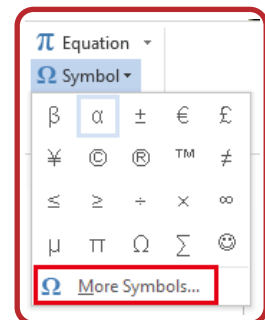 π Equation
Ω Symbol
β α ± € £
¥ © ® ™ ≠
≤ ≥ ÷ × ∞
µ π Ω ∑ ☺
Ω More Symbols...